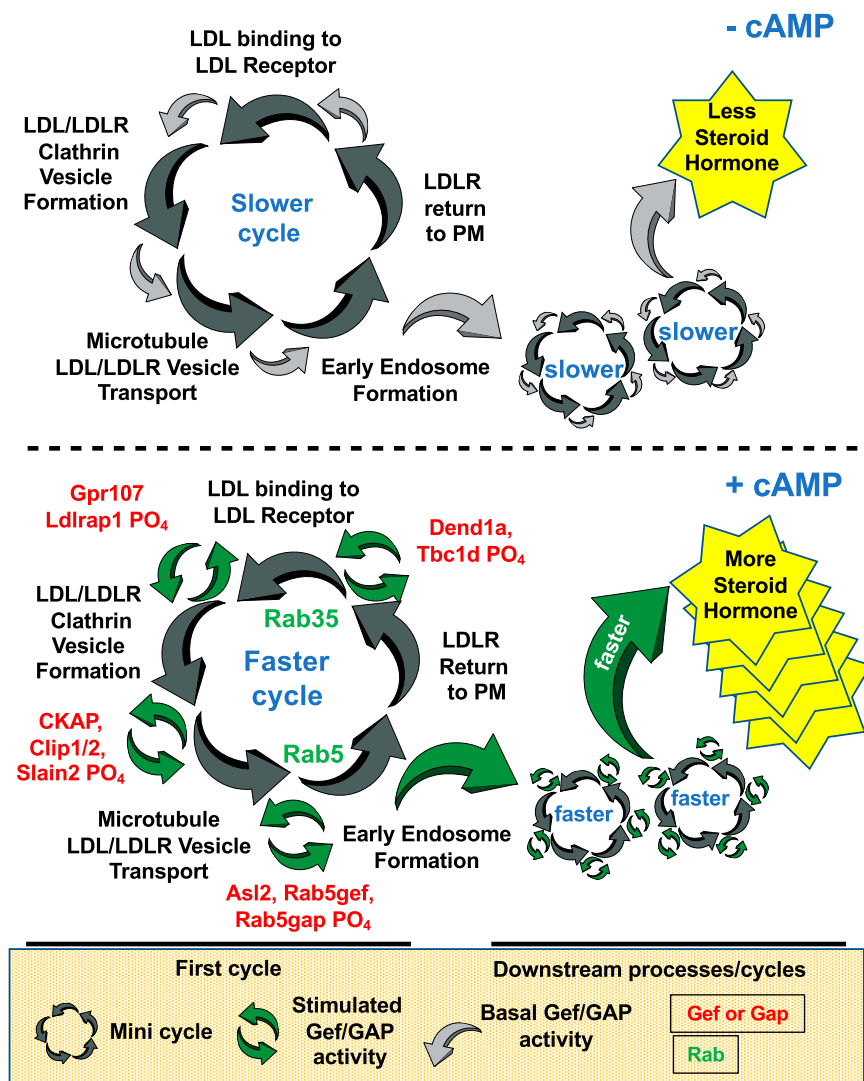 - cAMP
LDL binding to
LDL Receptor
LDL/LDLR
Clathrin
Vesicle
Formation
Slower
cycle
LDLR
return
to PM
Less
Steroid
Hormone
Microtubule
LDL/LDLR Vesicle
Transport
Early Endosome
Formation
slower
slower
+ cAMP
Gpr107
Ldlrap1 PO₄
LDL binding to
LDL Receptor
Dend1a,
Tbc1d PO₄
LDL/LDLR
Clathrin
Vesicle
Formation
Rab35
Faster
cycle
Rab5
LDLR
Return
to PM
faster
More
Steroid
Hormone
CKAP,
Clip1/2,
Slain2 PO₄
Microtubule
LDL/LDLR Vesicle
Transport
Early Endosome
Formation
faster
faster
Asl2, Rab5gef,
Rab5gap PO₄
First cycle
Downstream processes/cycles
Mini cycle
Stimulated
Gef/GAP
activity
Basal Gef/GAP
activity
Gef or Gap
Rab